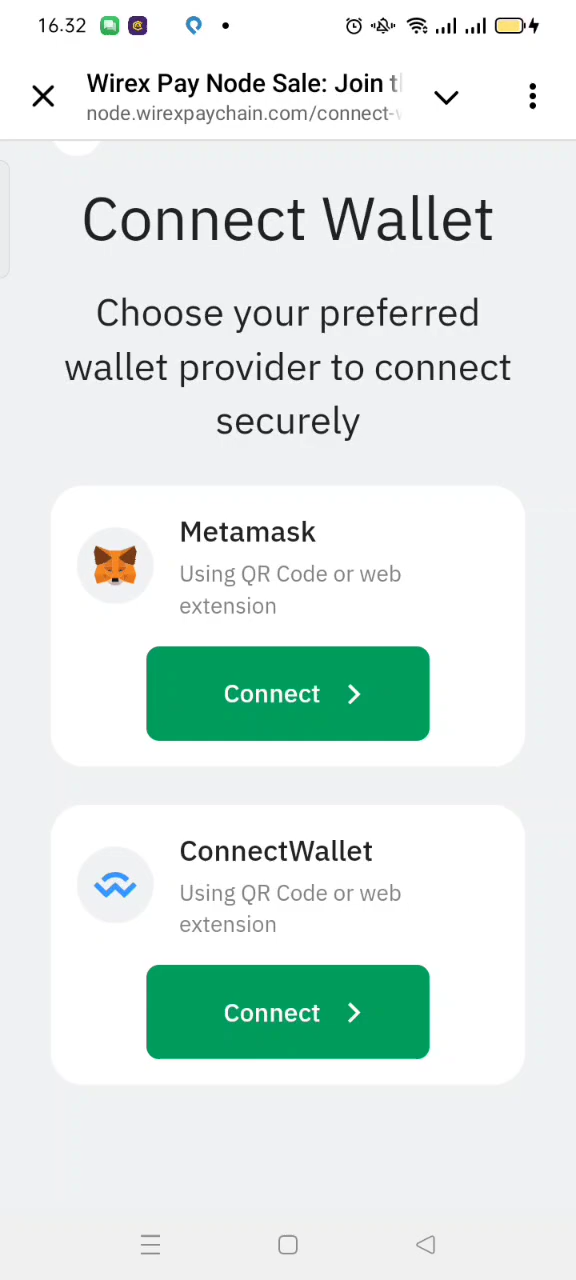 16.32
Wirex Pay Node Sale: Join
node.wirexpaychain.com/connect-
Connect Wallet
Choose your preferred
wallet provider to connect
securely
Metamask
Using QR Code or web
extension
Connect
ConnectWallet
Using QR Code or web
extension
Connect